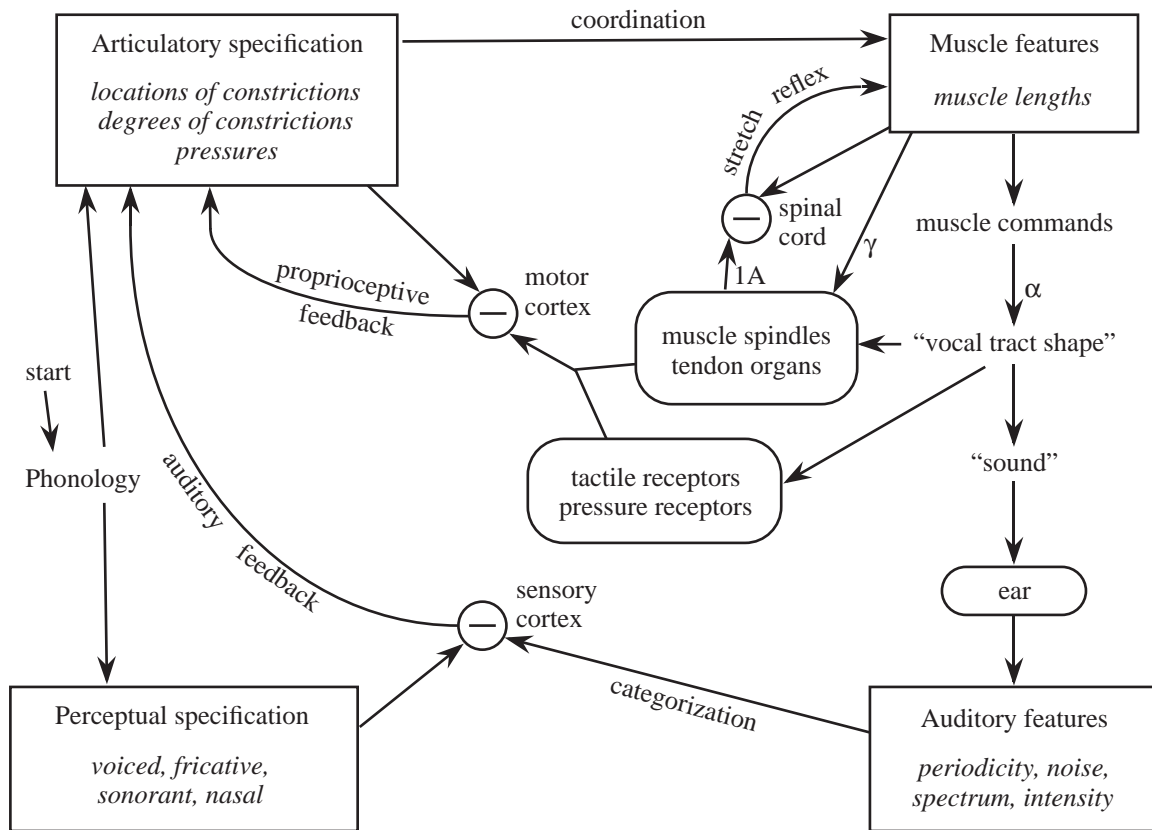 coordination
Articulatory specification
locations of constrictions
degrees of constrictions
pressures
Muscle features
muscle lengths
stretch reflex
spinal
cord
muscle commands
γ
1A
α
motor
cortex
proprioceptive
feedback
muscle spindles
tendon organs
“vocal tract shape”
start
Phonology
tactile receptors
pressure receptors
“sound”
auditory feedback
ear
sensory
cortex
categorization
Perceptual specification
voiced, fricative,
sonorant, nasal
Auditory features
periodicity, noise,
spectrum, intensity